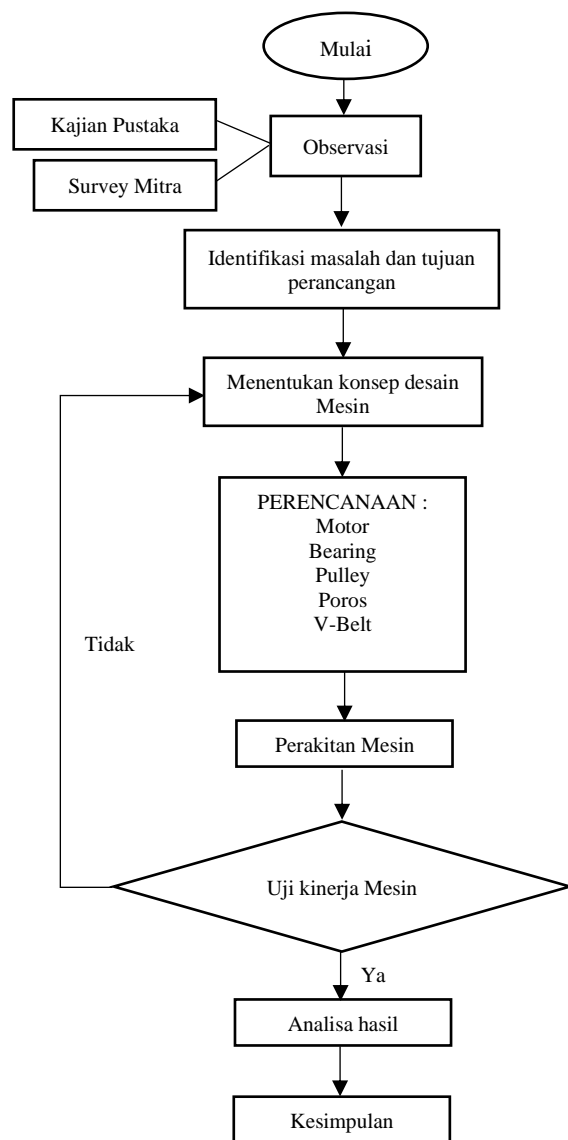 Mulai
Kajian Pustaka
Observasi
Survey Mitra
Identifikasi masalah dan tujuan
perancangan
Menentukan konsep desain
Mesin
PERENCANAAN :
Motor
Bearing
Pulley
Poros
V-Belt
Tidak
Perakitan Mesin
Uji kinerja Mesin
Ya
Analisa hasil
Kesimpulan